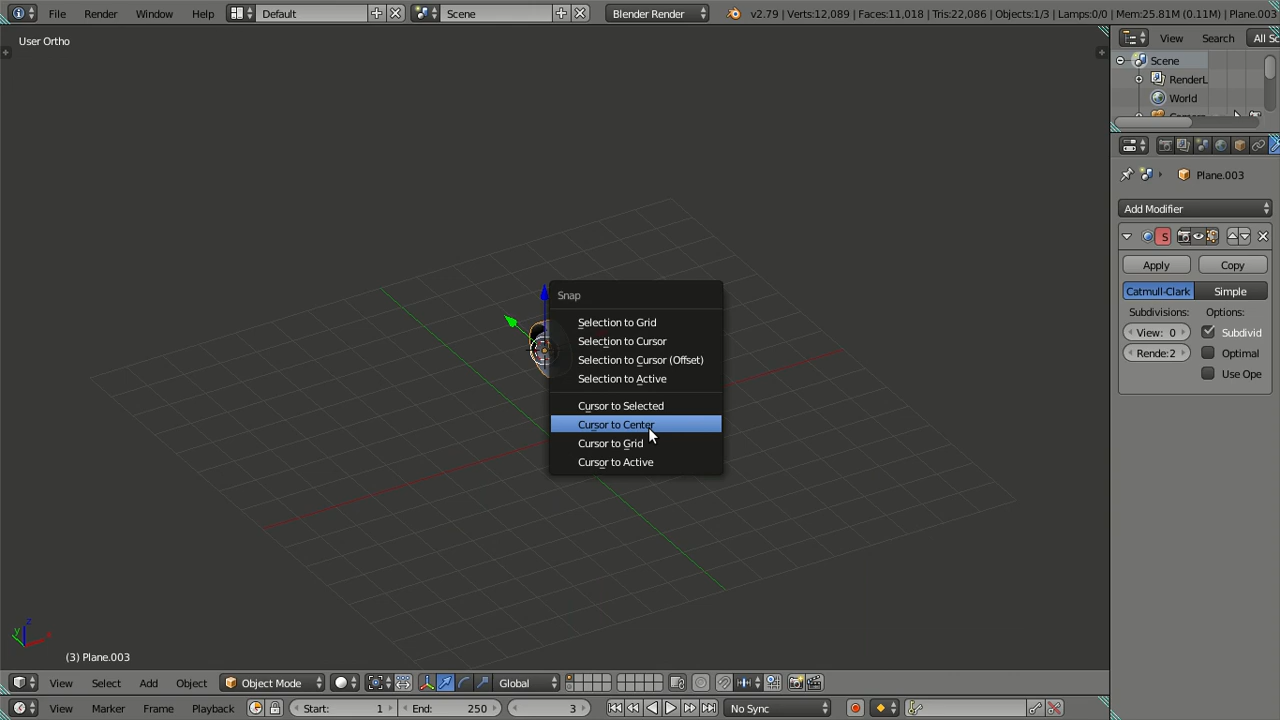 File Render Window Help Default Scene Blender Render v2.79 | Verts:12,089 | Faces:11,018 | Tris:22,086 | Objects:1/3 | Lamps:0/0 | Mem:25.81M (0.11M) | Plane.003
User Ortho
View Search All Sc
Scene
RenderL
World
Plane.003
Add Modifier
S
Apply Copy
Catmull-Clark Simple
Subdivisions: Options:
View: 0 Subdivid
Rende:2 Optimal
Use Ope
Snap
Selection to Grid
Selection to Cursor
Selection to Cursor (Offset)
Selection to Active
Cursor to Selected
Cursor to Center
Cursor to Grid
Cursor to Active
z
y
x
(3) Plane.003
View Select Add Object Object Mode Global
View Marker Frame Playback Start: 1 End: 250 3 No Sync